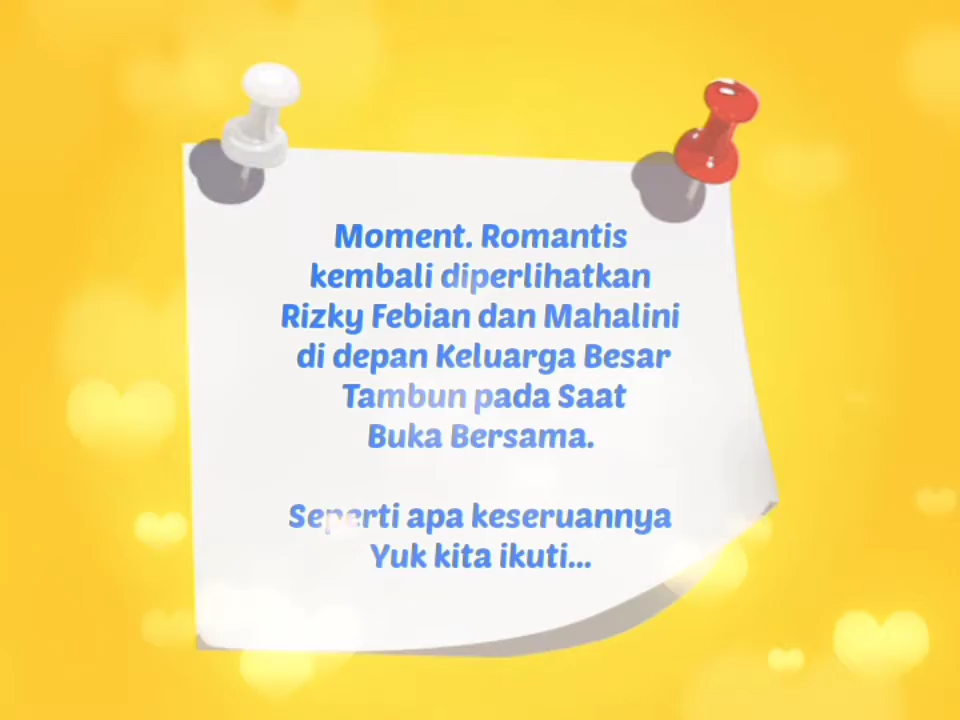 Moment. Romantis
kembali diperlihatkan
Rizky Febian dan Mahalini
di depan Keluarga Besar
Tambun pada Saat
Buka Bersama.
Seperti apa keseruannya
Yuk kita ikuti...